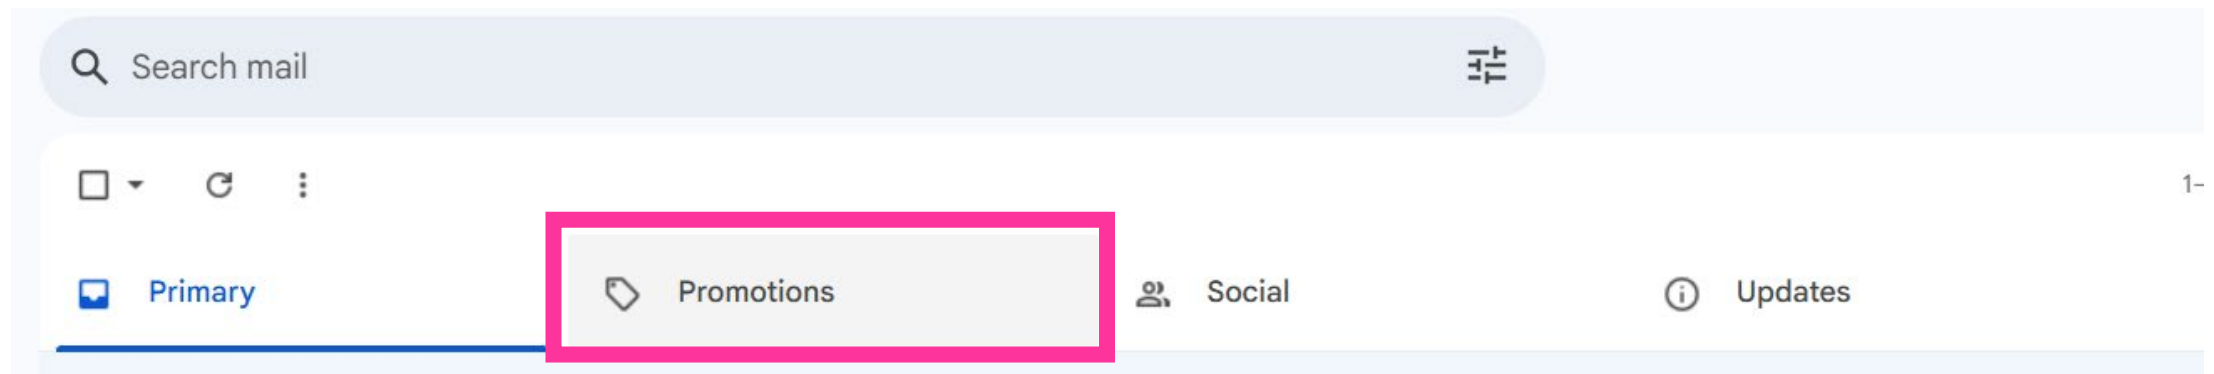 Search mail
1–
Primary
Promotions
Social
Updates